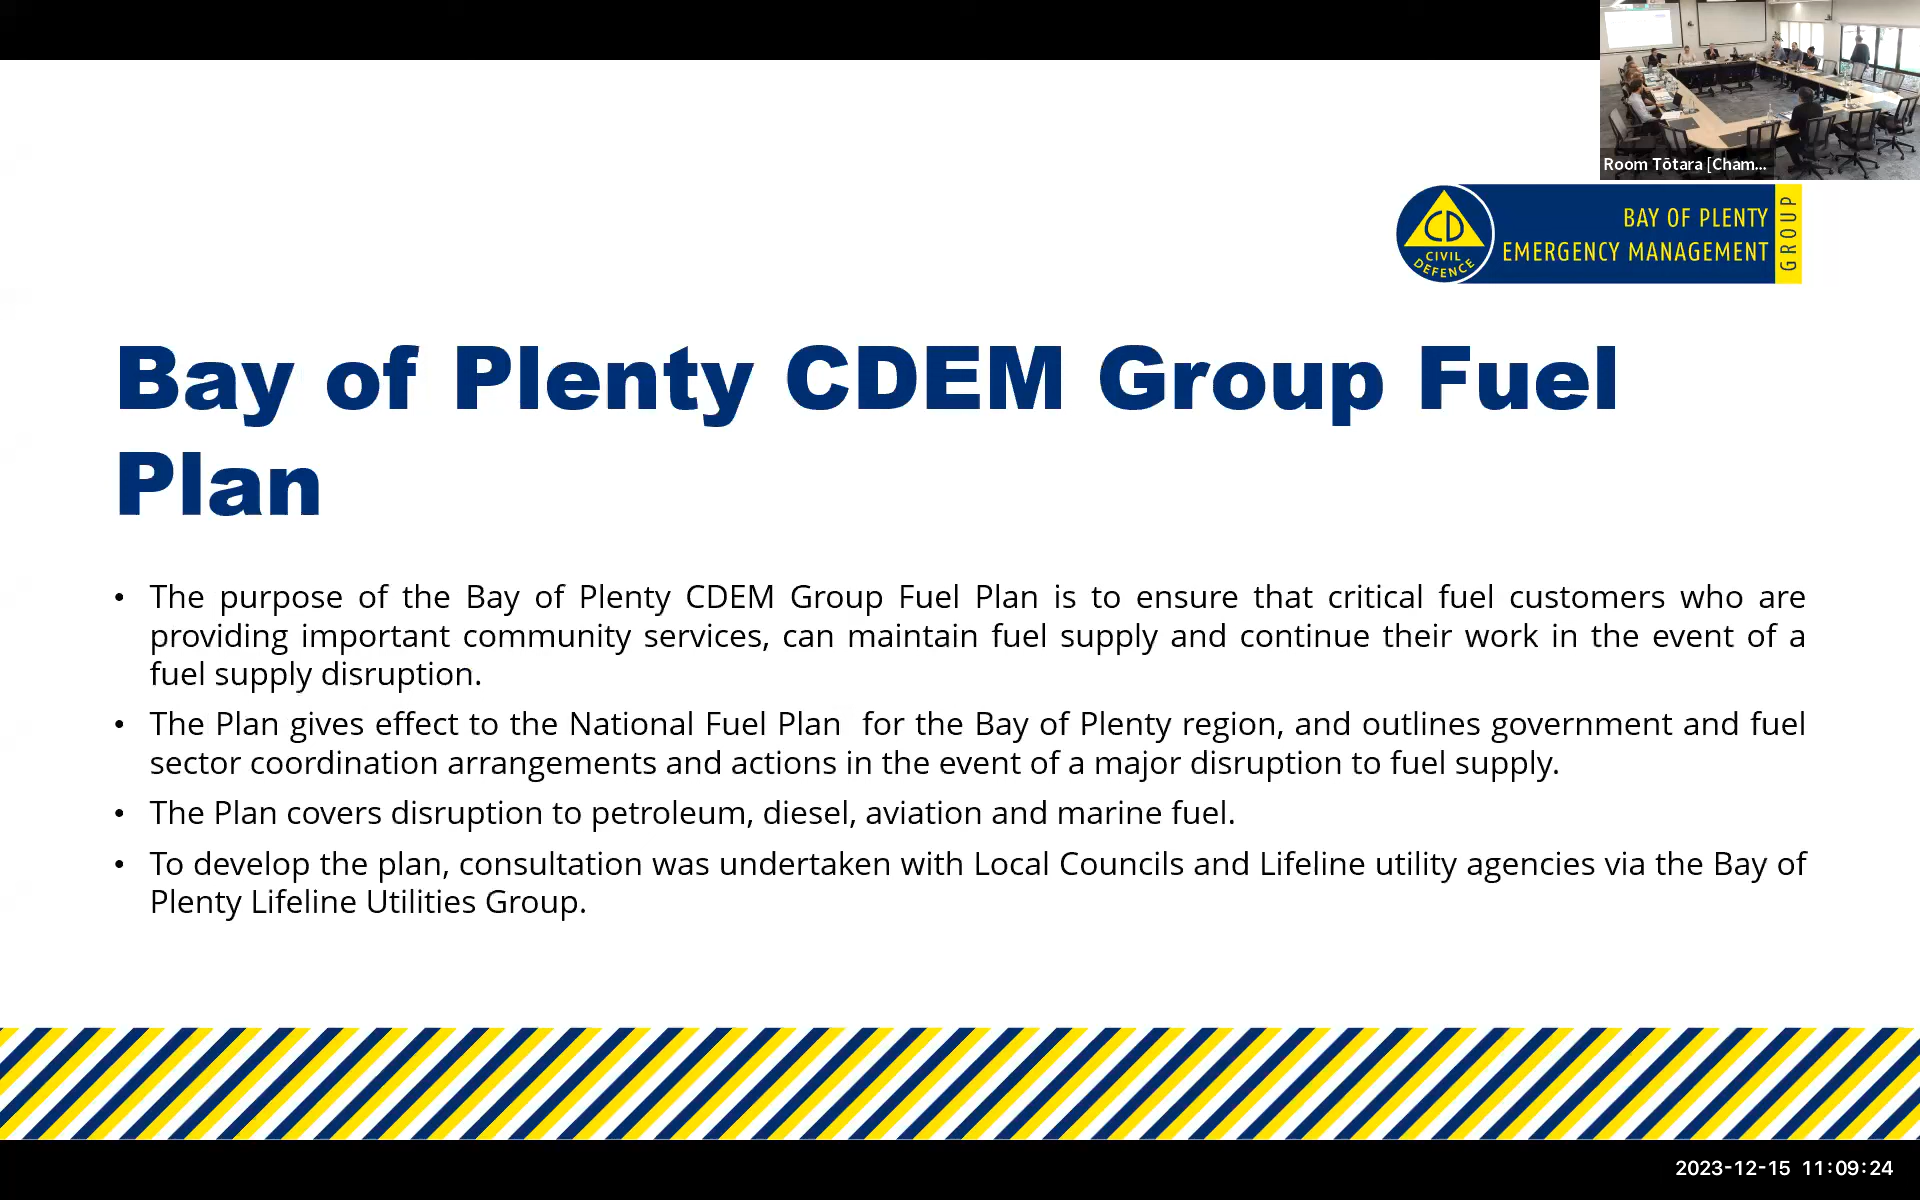 Room Tōtara [Cham...
BAY OF PLENTY
EMERGENCY MANAGEMENT
GROUP
CD
CIVIL
DEFENCE
Bay of Plenty CDEM Group Fuel
Plan
• The purpose of the Bay of Plenty CDEM Group Fuel Plan is to ensure that critical fuel customers who are
providing important community services, can maintain fuel supply and continue their work in the event of a
fuel supply disruption.
• The Plan gives effect to the National Fuel Plan  for the Bay of Plenty region, and outlines government and fuel
sector coordination arrangements and actions in the event of a major disruption to fuel supply.
• The Plan covers disruption to petroleum, diesel, aviation and marine fuel.
• To develop the plan, consultation was undertaken with Local Councils and Lifeline utility agencies via the Bay of
Plenty Lifeline Utilities Group.
2023-12-15 11:09:24